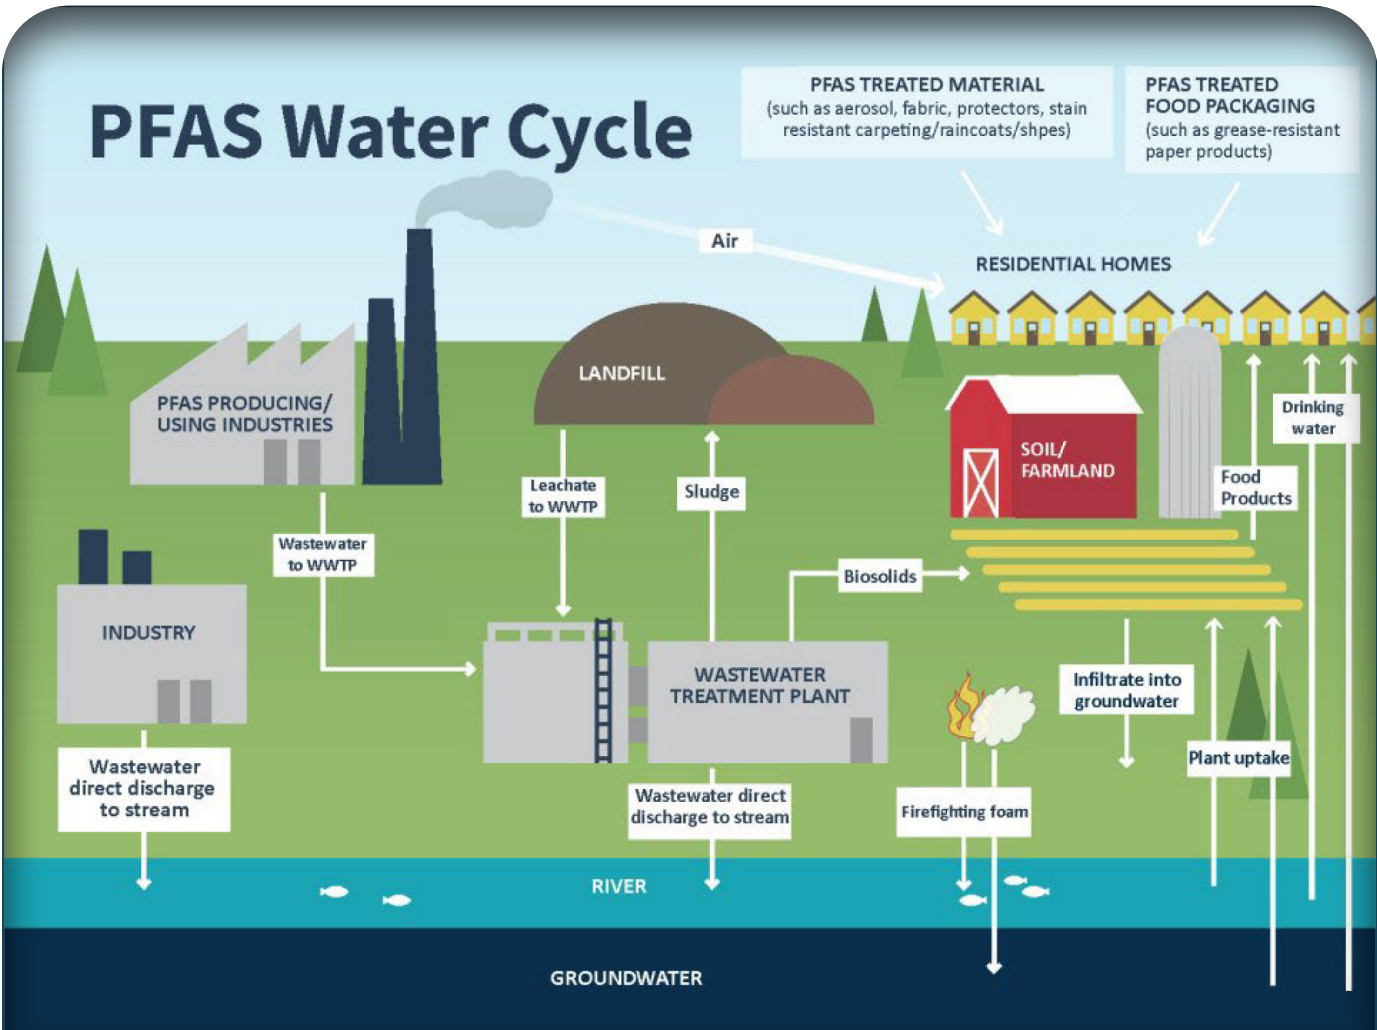 PFAS Water Cycle
PFAS TREATED MATERIAL
(such as aerosol, fabric, protectors, stain
resistant carpeting/raincoats/shpes)
PFAS TREATED
FOOD PACKAGING
(such as grease-resistant
paper products)
Air
RESIDENTIAL HOMES
LANDFILL
PFAS PRODUCING/
USING INDUSTRIES
Drinking
water
SOIL/
FARMLAND
Food
Products
Leachate
to WWTP
Sludge
Wastewater
to WWTP
Biosolids
INDUSTRY
WASTEWATER
TREATMENT PLANT
Infiltrate into
groundwater
Plant uptake
Wastewater
direct discharge
to stream
Wastewater direct
discharge to stream
Firefighting foam
RIVER
GROUNDWATER